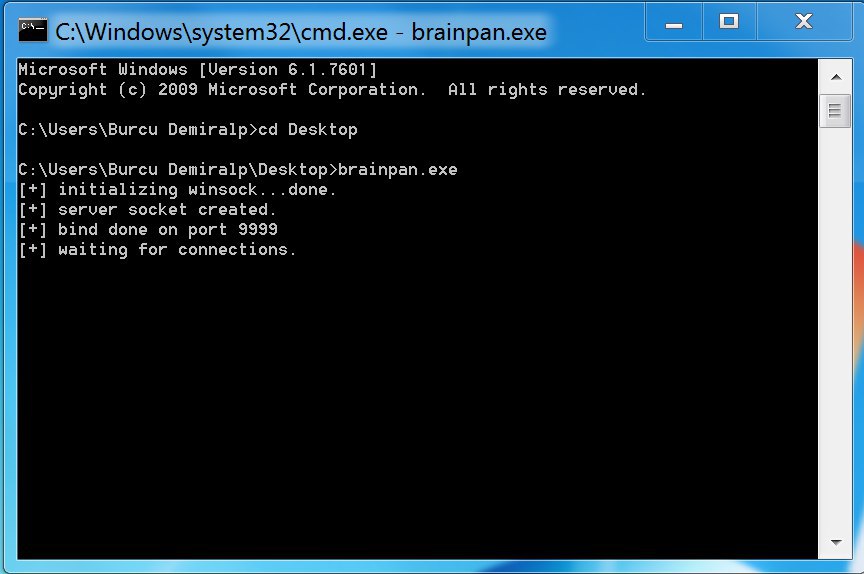 C:\Windows\system32\cmd.exe - brainpan.exe
Microsoft Windows [Version 6.1.7601]
Copyright (c) 2009 Microsoft Corporation.  All rights reserved.
C:\Users\Burcu Demiralp>cd Desktop
C:\Users\Burcu Demiralp\Desktop>brainpan.exe
[+] initializing winsock...done.
[+] server socket created.
[+] bind done on port 9999
[+] waiting for connections.